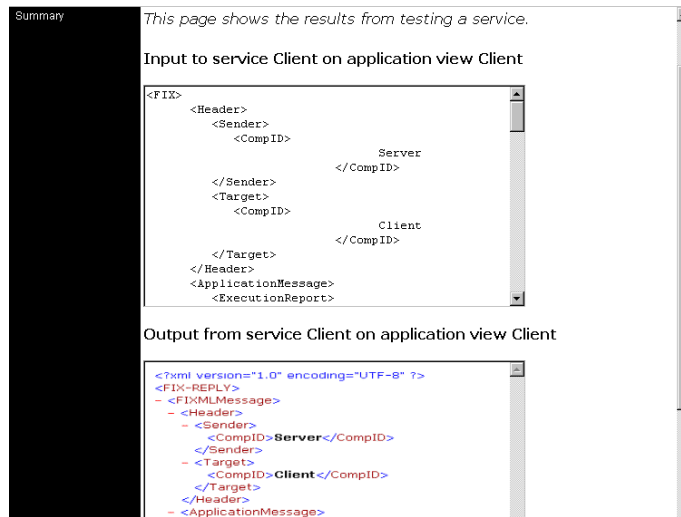 Summary
This page shows the results from testing a service.
Input to service Client on application view Client
<FIX>
<Header>
<Sender>
<CompID>
Server
</CompID>
</Sender>
<Target>
<CompID>
Client
</CompID>
</Target>
</Header>
<ApplicationMessage>
<ExecutionReport>
Output from service Client on application view Client
<?xml version="1.0" encoding="UTF-8" ?>
<FIX-REPLY>
- <FIXMLMessage>
- <Header>
- <Sender>
<CompID>Server</CompID>
</Sender>
- <Target>
<CompID>Client</CompID>
</Target>
</Header>
- <ApplicationMessage>